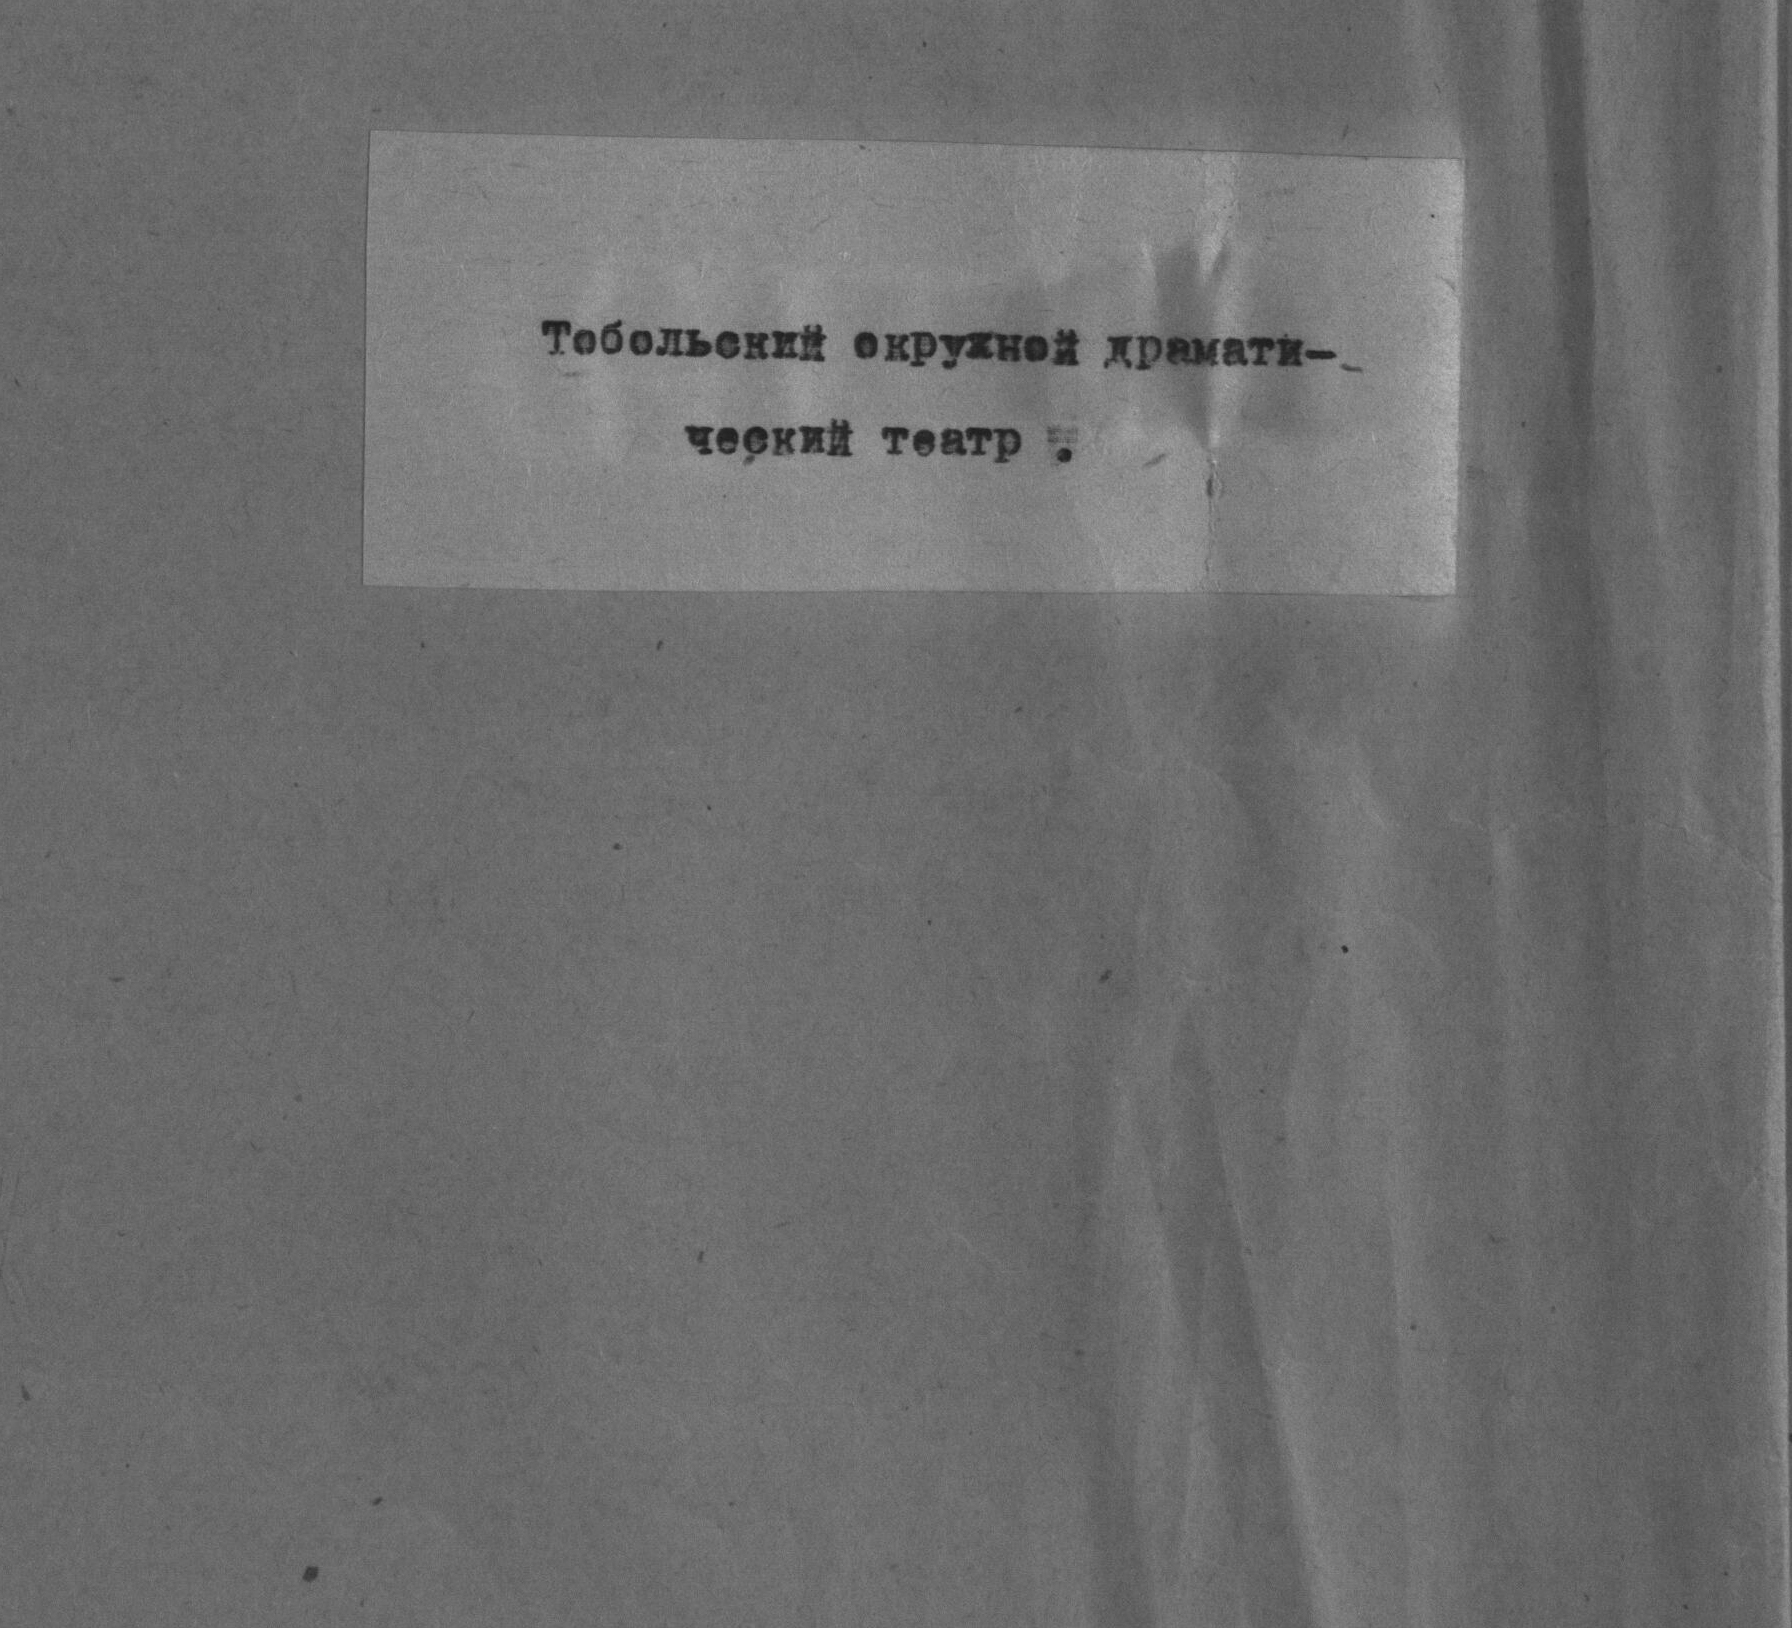 Тобольский окружной драмати-
ческий театр .